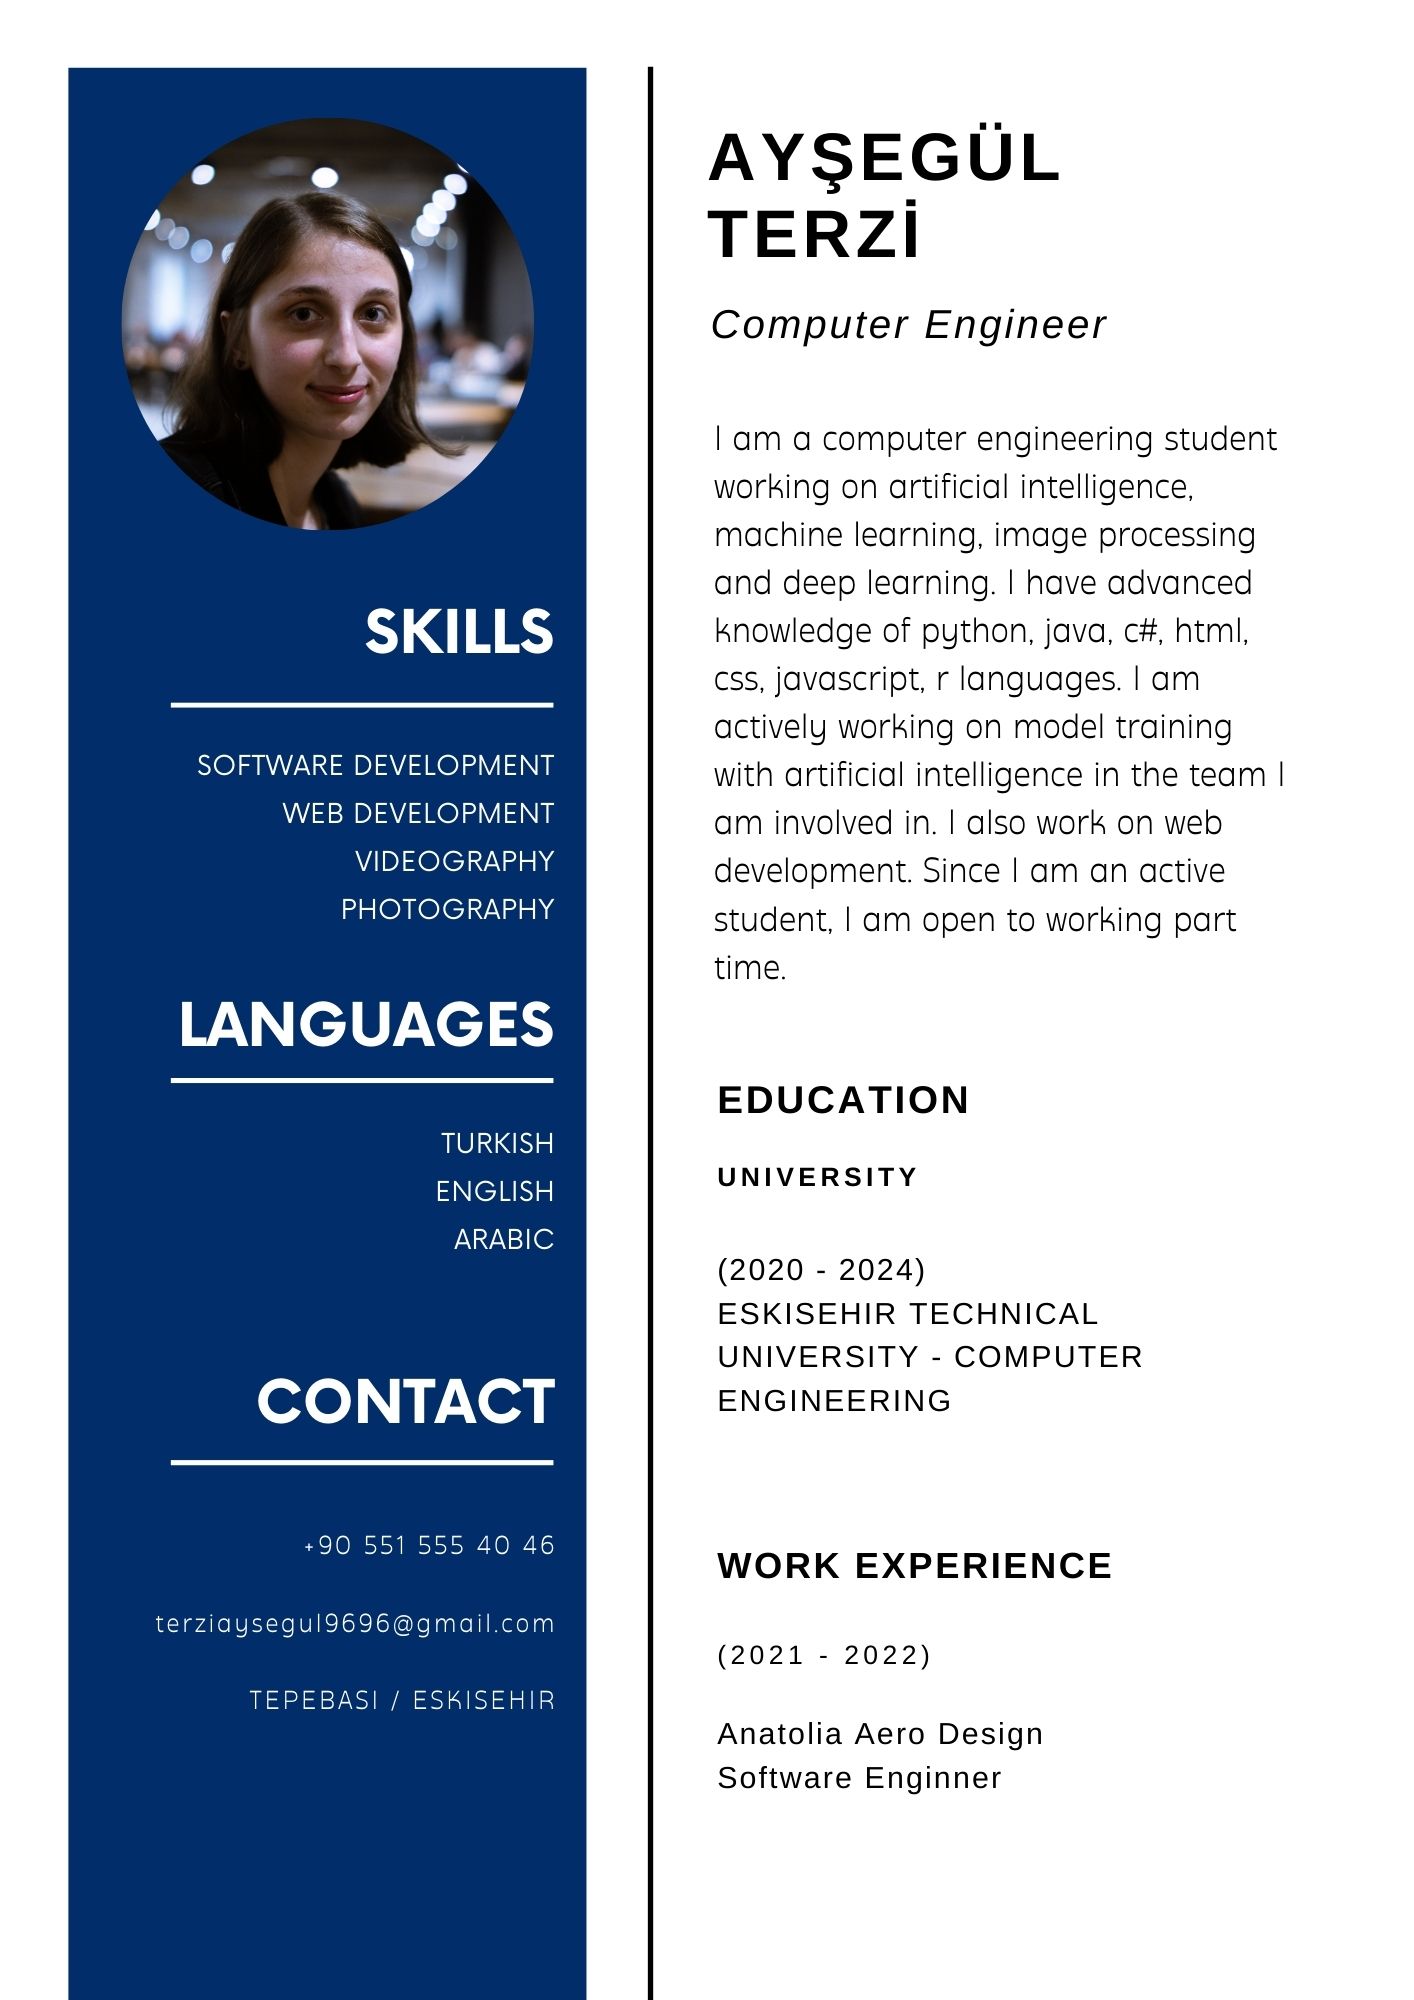 SKILLS
SOFTWARE DEVELOPMENT
WEB DEVELOPMENT
VIDEOGRAPHY
PHOTOGRAPHY
LANGUAGES
TURKISH
ENGLISH
ARABIC
CONTACT
+90 551 555 40 46
terziaysegul9696@gmail.com
TEPEBASI / ESKISEHIR
AYŞEGÜL
TERZİ
Computer Engineer
I am a computer engineering student
working on artificial intelligence,
machine learning, image processing
and deep learning. I have advanced
knowledge of python, java, c#, html,
css, javascript, r languages. I am
actively working on model training
with artificial intelligence in the team I
am involved in. I also work on web
development. Since I am an active
student, I am open to working part
time.
EDUCATION
UNIVERSITY
(2020 - 2024)
ESKISEHIR TECHNICAL
UNIVERSITY - COMPUTER
ENGINEERING
WORK EXPERIENCE
(2021 - 2022)
Anatolia Aero Design
Software Enginner